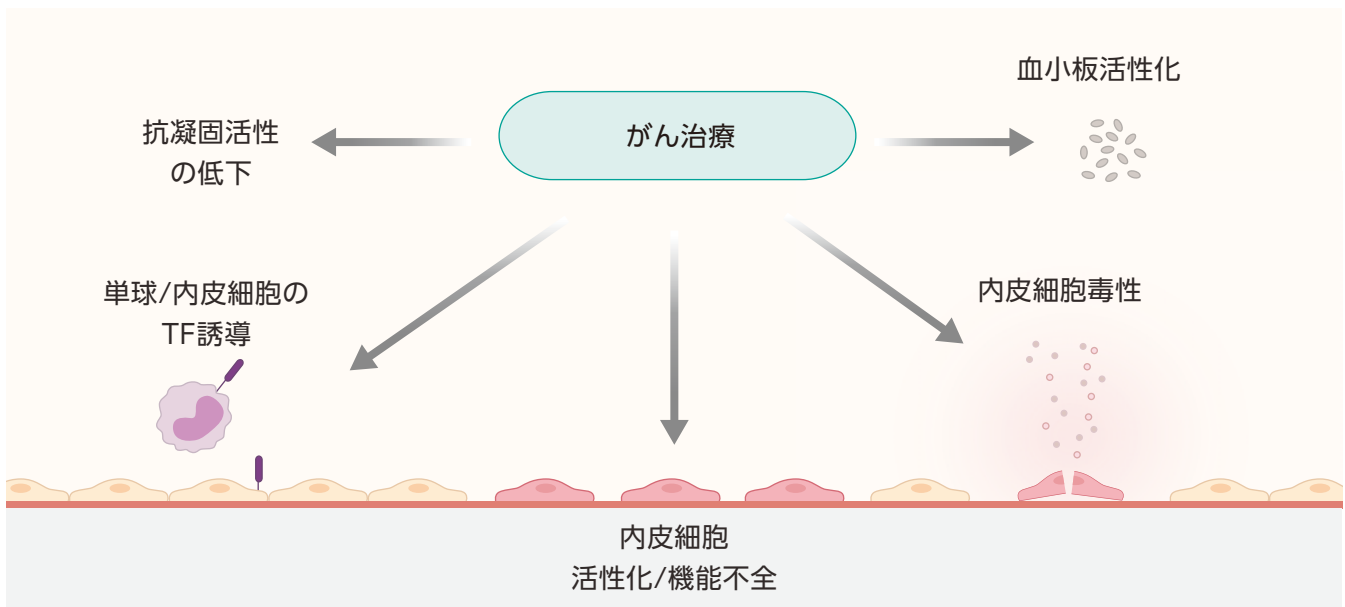 血小板活性化
がん治療
抗凝固活性
の低下
単球/内皮細胞の
TF誘導
内皮細胞毒性
内皮細胞
活性化/機能不全